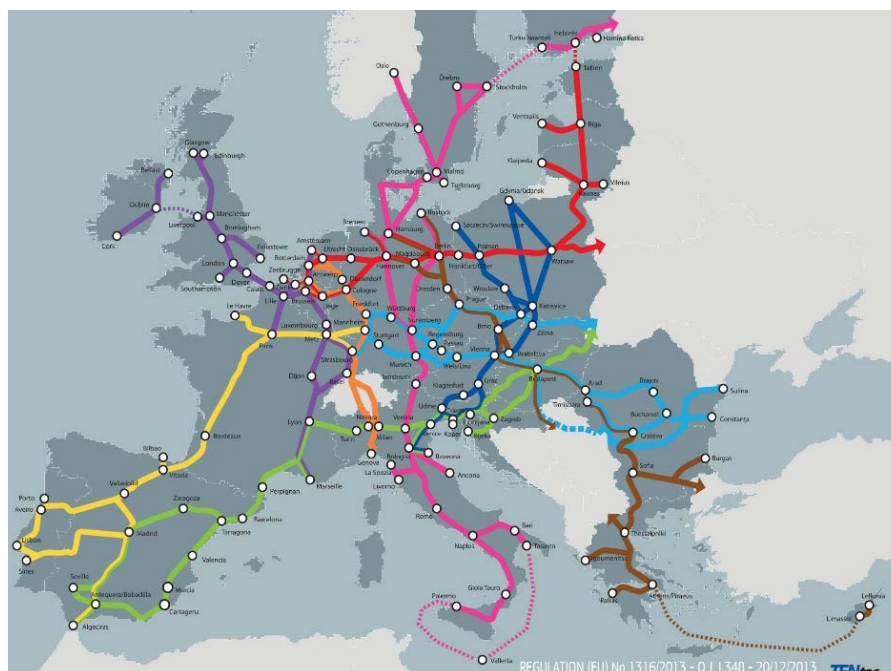 Oslo
Örebro
Stockholm
Turku Naantali
Helsinki
Hamina Kotka
Tallinn
Gothenburg
Ventspils
Riga
Klaipeda
Vilnius
Kaunas
Glasgow
Edinburgh
Belfast
Dublin
Cork
Liverpool
Manchester
Birmingham
Felixstowe
London
Southampton
Dover
Calais
Copenhagen
Malmö
Trelleborg
Rostock
Gdynia/Gdansk
Szczecin/Swinoujscie
Bremen
Hamburg
Amsterdam
Rotterdam
Utrecht
Osnabrück
Hannover
Magdeburg
Berlin
Frankfurt/Oder
Poznan
Warsaw
Zeebrugge
Antwerp
Düsseldorf
Cologne
Brussels
Lille
Liege
Dresden
Wroclaw
Katowice
Ostrava
Prague
Le Havre
Luxembourg
Mannheim
Frankfurt
Würzburg
Nuremberg
Regensburg
Passau
Brno
Zilina
Paris
Metz
Strasbourg
Stuttgart
Munich
Wels/Linz
Vienna
Bratislava
Budapest
Dijon
Basel
Innsbruck
Klagenfurt
Graz
Udine
Lyon
Novara
Turin
Milan
Verona
Venice
Koper
Ljubljana
Rijeka
Zagreb
Arad
Timisoara
Brasov
Sulina
Bucharest
Constanta
Craiova
Bordeaux
Genova
Bologna
Ravenna
La Spezia
Livorno
Ancona
Marseille
Sofia
Burgas
Bilbao
Vitoria
Valladolid
Zaragoza
Perpignan
Barcelona
Tarragona
Porto
Aveiro
Lisbon
Sines
Madrid
Valencia
Seville
Antequera/Bobadilla
Murcia
Cartagena
Algeciras
Rome
Naples
Bari
Taranto
Gioia Tauro
Palermo
Valletta
Thessaloniki
Igoumenitsa
Patras
Athens/Piraeus
Lefkosia
Limassol
REGULATION (EU) No 1316/2013 - O J L348 - 20/12/2013
TENtec